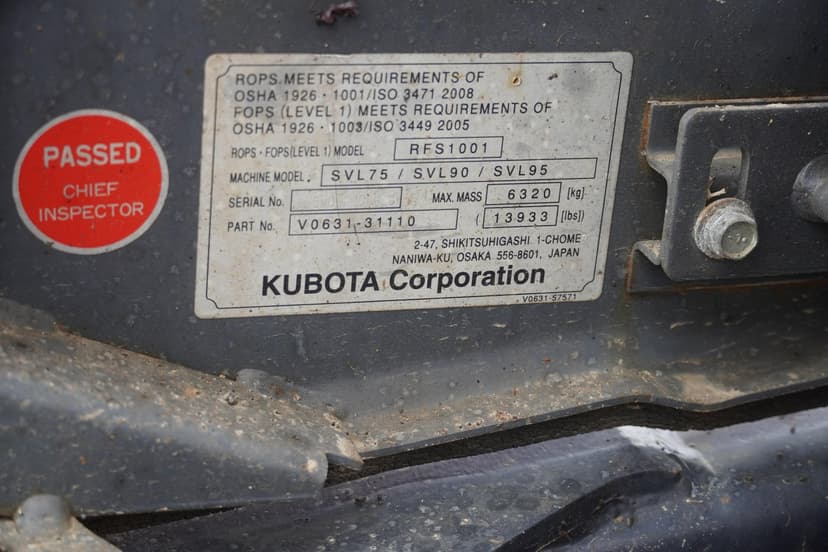 PASSED
CHIEF
INSPECTOR
ROPS MEETS REQUIREMENTS OF
OSHA 1926・1001/ISO 3471 2008
FOPS (LEVEL 1) MEETS REQUIREMENTS OF
OSHA 1926・1003/ISO 3449 2005
ROPS・FOPS(LEVEL 1) MODEL RFS1001
MACHINE MODEL SVL75 / SVL90 / SVL95
SERIAL No. MAX. MASS 6320 [kg]
PART No. V0631-31110 ( 13933 ) [lbs]
2-47, SHIKITSUHIGASHI 1-CHOME
NANIWA-KU, OSAKA 556-8601, JAPAN
KUBOTA Corporation
V0631-57571